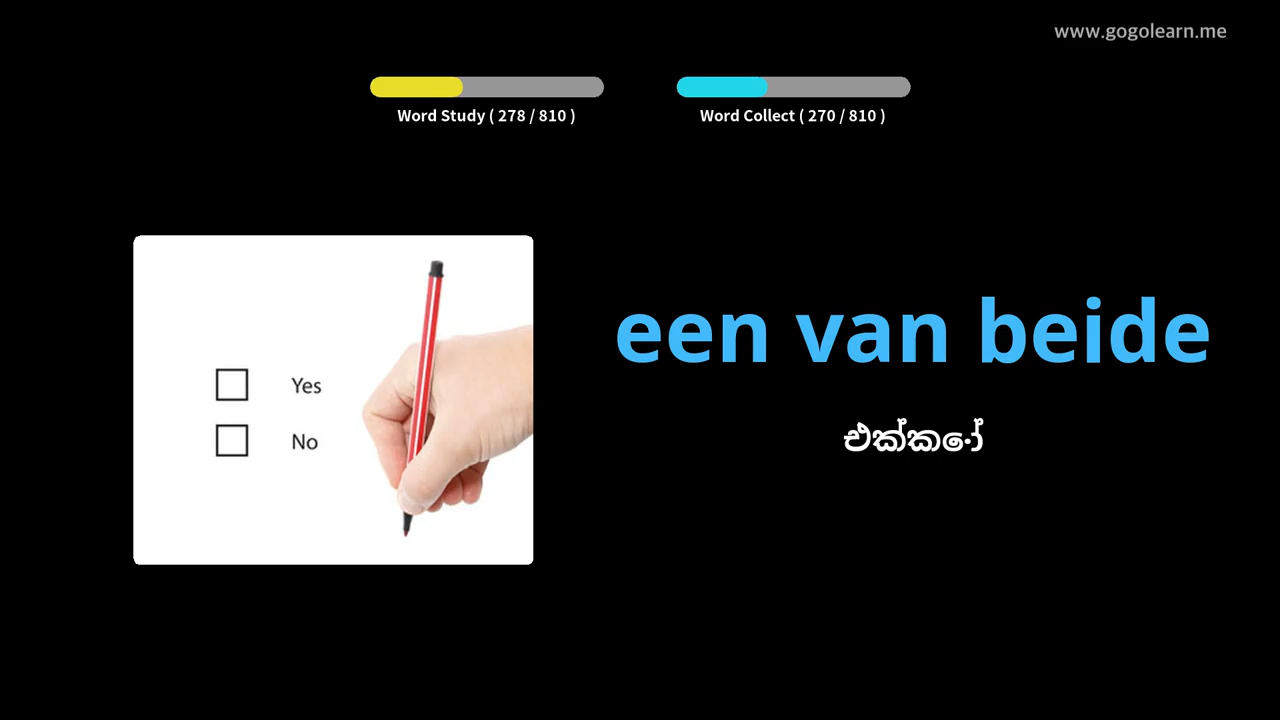 www.gogolearn.me
Word Study ( 278 / 810 )
Word Collect ( 270 / 810 )
Yes
No
een van beide
එක්කෝ